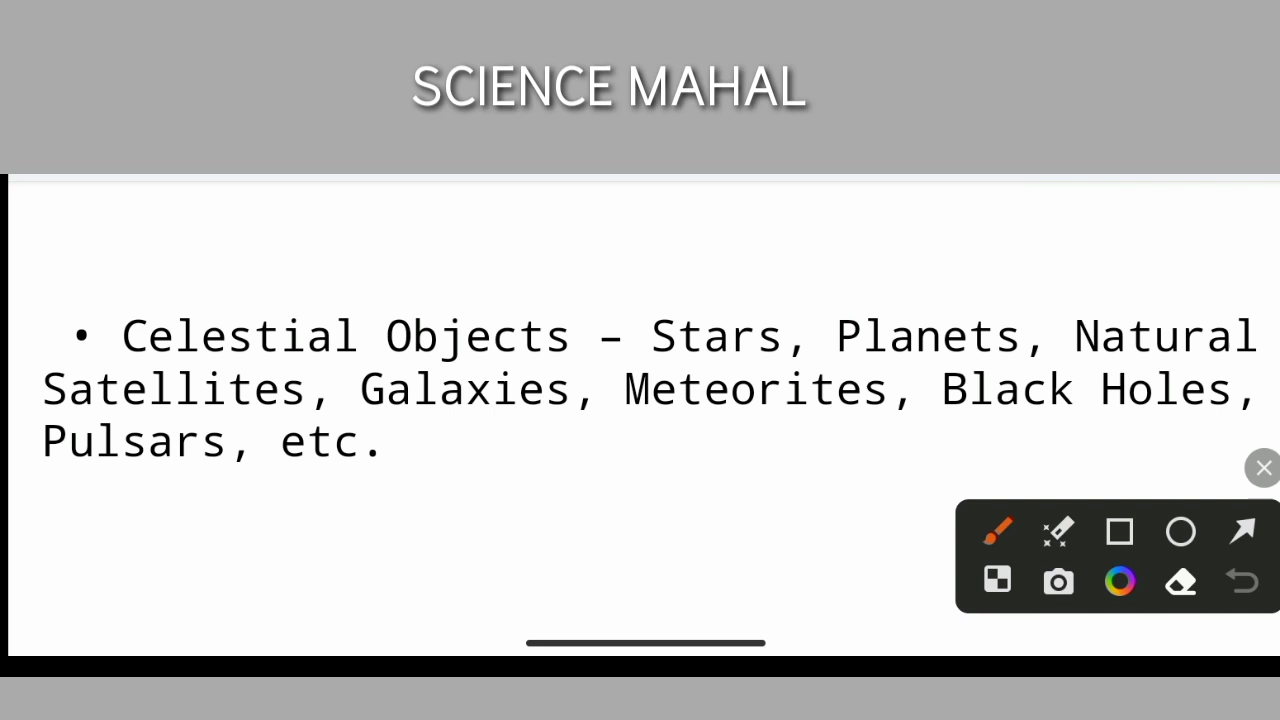 SCIENCE MAHAL
• Celestial Objects – Stars, Planets, Natural
Satellites, Galaxies, Meteorites, Black Holes,
Pulsars, etc.